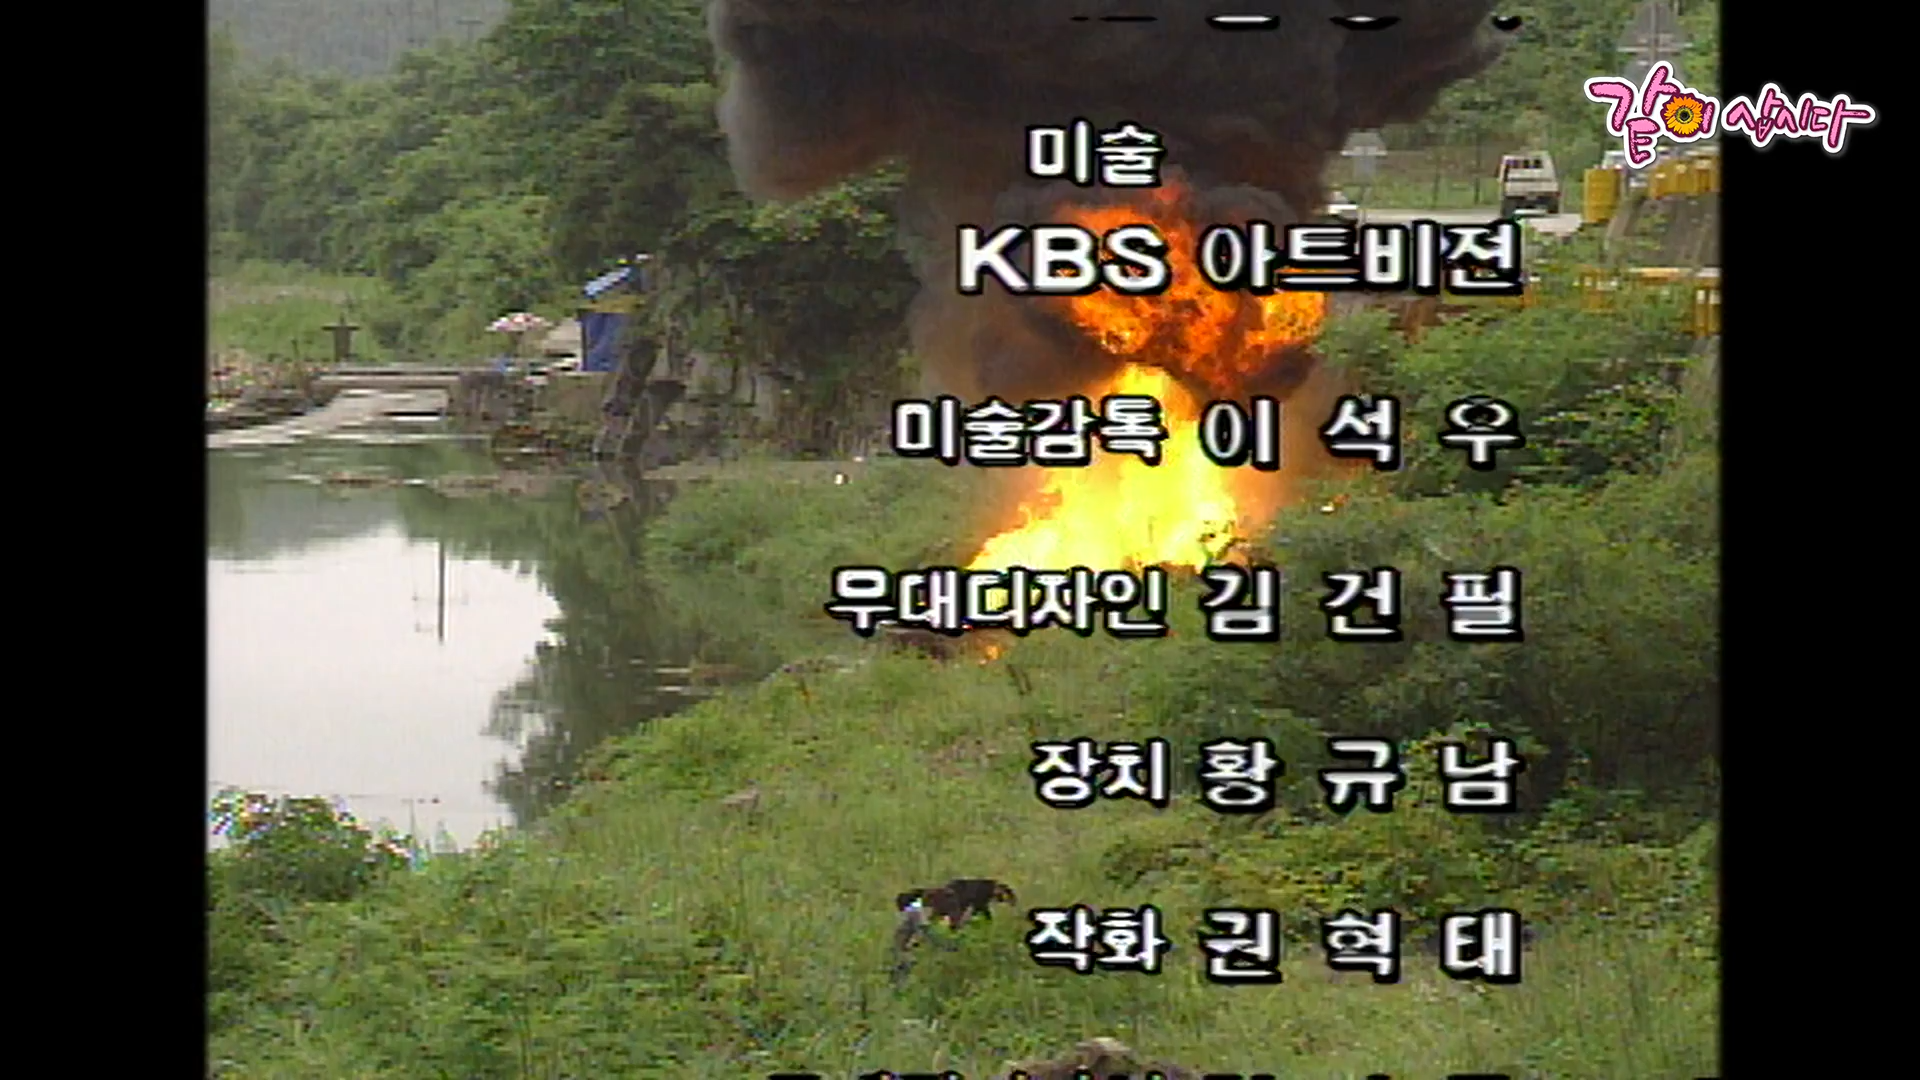 같이 삽시다
미술
KBS 아트비젼
미술감독 이 석 우
무대디자인 김 건 필
장치 황 규 남
작화 권 혁 태